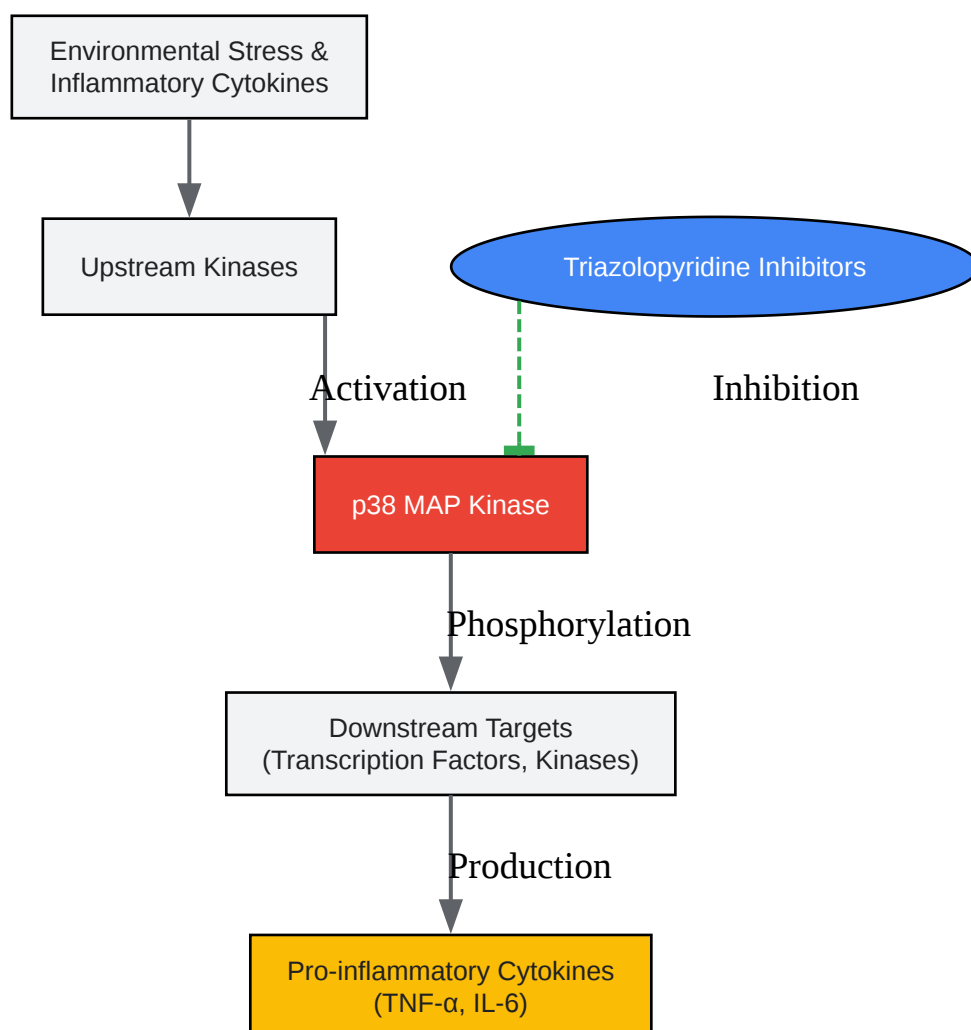 Environmental Stress &
Inflammatory Cytokines
Upstream Kinases
Triazolopyridine Inhibitors
Activation
Inhibition
p38 MAP Kinase
Phosphorylation
Downstream Targets
(Transcription Factors, Kinases)
Production
Pro-inflammatory Cytokines
(TNF-α, IL-6)